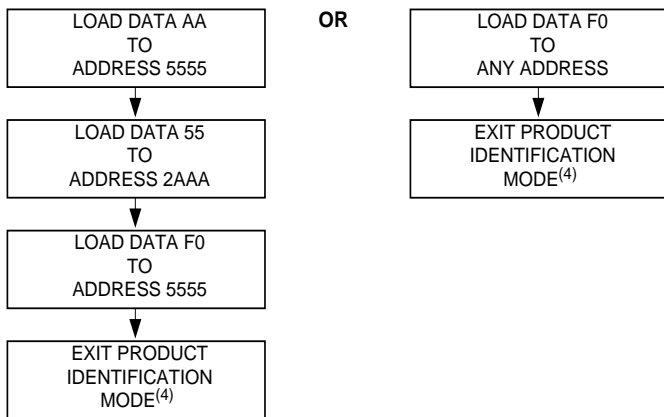 LOAD DATA AA
TO
ADDRESS 5555
LOAD DATA 55
TO
ADDRESS 2AAA
LOAD DATA F0
TO
ADDRESS 5555
EXIT PRODUCT
IDENTIFICATION
MODE(4)
OR
LOAD DATA F0
TO
ANY ADDRESS
EXIT PRODUCT
IDENTIFICATION
MODE(4)